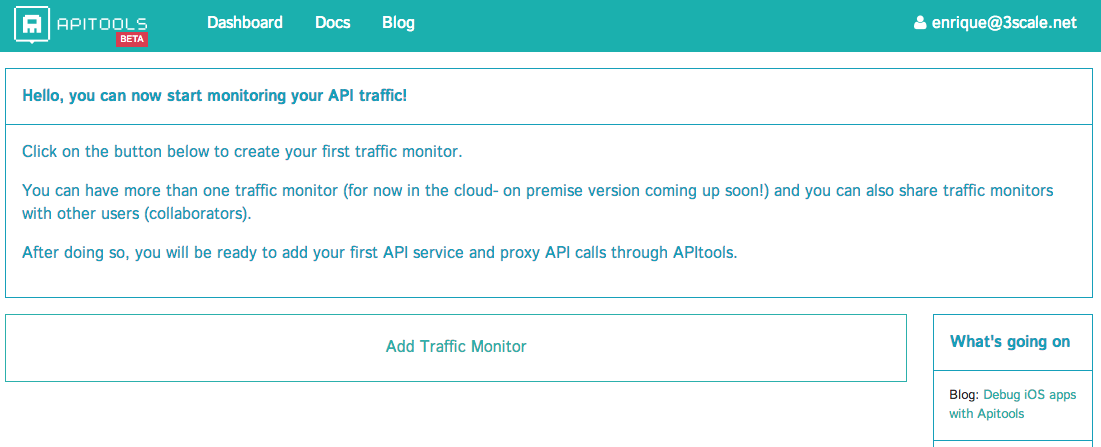 APITOOLS
BETA
Dashboard
Docs
Blog
enrique@3scale.net
Hello, you can now start monitoring your API traffic!
Click on the button below to create your first traffic monitor.
You can have more than one traffic monitor (for now in the cloud- on premise version coming up soon!) and you can also share traffic monitors
with other users (collaborators).
After doing so, you will be ready to add your first API service and proxy API calls through APItools.
Add Traffic Monitor
What's going on
Blog: Debug iOS apps
with Apitools